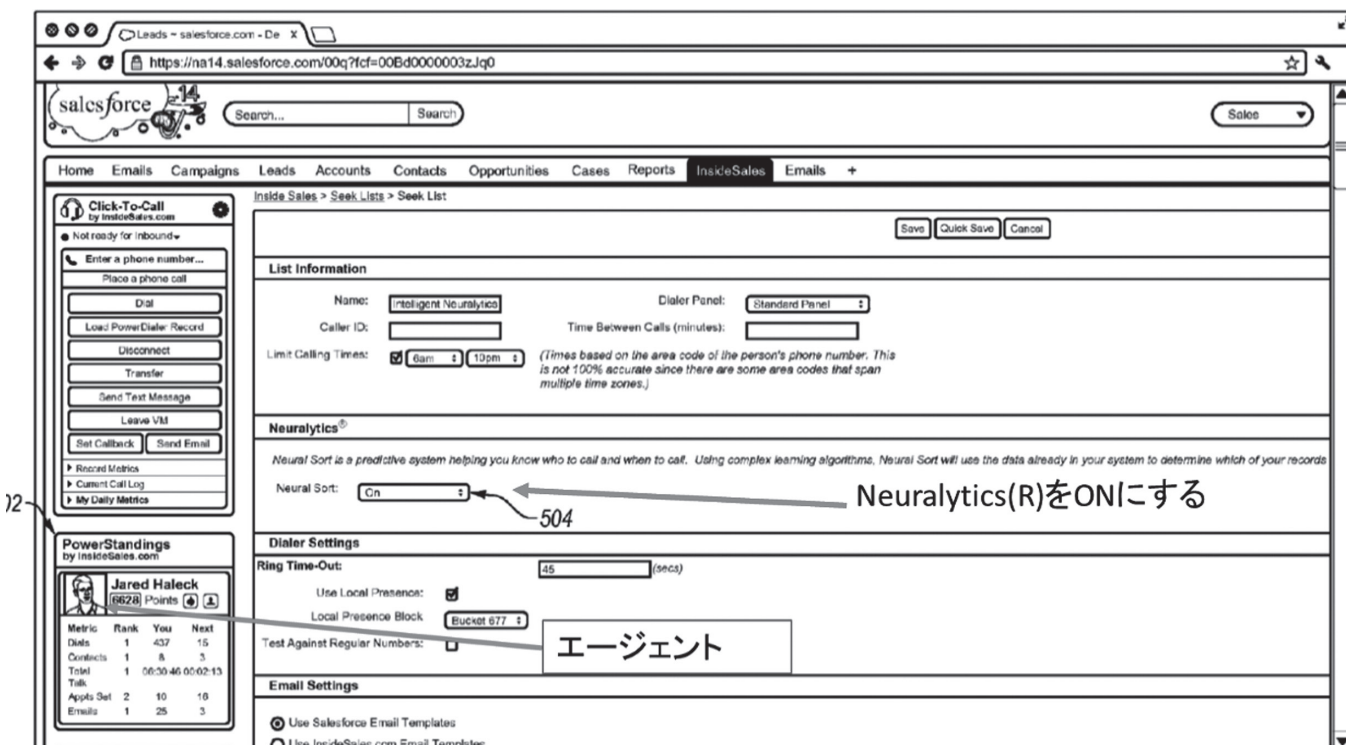 Leads ~ salesforce.com - De X
https://na14.salesforce.com/00q?fcf=00Bd0000003zJq0
salesforce 14
Search... Search
Sales
Home Emails Campaigns Leads Accounts Contacts Opportunities Cases Reports InsideSales Emails +
Click-To-Call
by InsideSales.com
Not ready for Inbound
Enter a phone number...
Place a phone call
Dial
Load PowerDialer Record
Disconnect
Transfer
Send Text Message
Leave VM
Set Callback Send Email
Record Metrics
Current Call Log
My Daily Metrics
02
PowerStandings
by InsideSales.com
Jared Haleck
6628 Points
Metric Rank You Next
Dials 1 437 15
Contacts 1 8 3
Total 1 06:30:46 00:02:13
Talk
Appts Set 2 10 16
Emails 1 25 3
Inside Sales > Seek Lists > Seek List
Save Quick Save Cancel
List Information
Name: Intelligent Neuralytics
Dialer Panel: Standard Panel
Caller ID:
Time Between Calls (minutes):
Limit Calling Times: 6am 10pm
(Times based on the area code of the person's phone number. This
is not 100% accurate since there are some area codes that span
multiple time zones.)
Neuralytics®
Neural Sort is a predictive system helping you know who to call and when to call. Using complex learning algorithms, Neural Sort will use the data already in your system to determine which of your records
Neural Sort: On
504
Neuralytics(R)をONにする
Dialer Settings
Ring Time-Out: 45 (secs)
Use Local Presence:
Local Presence Block Bucket 677
Test Against Regular Numbers:
エージェント
Email Settings
Use Salesforce Email Templates
Use InsideSales.com Email Templates